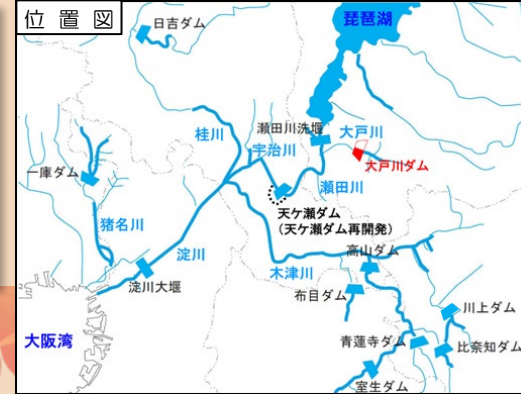 位置図
日吉ダム
琵琶湖
瀬田川洗堰
大戸川
桂川
宇治川
大戸川ダム
一庫ダム
瀬田川
天ケ瀬ダム
(天ケ瀬ダム再開発)
猪名川
淀川
高山ダム
木津川
淀川大堰
布目ダム
川上ダム
大阪湾
青蓮寺ダム
比奈知ダム
室生ダム